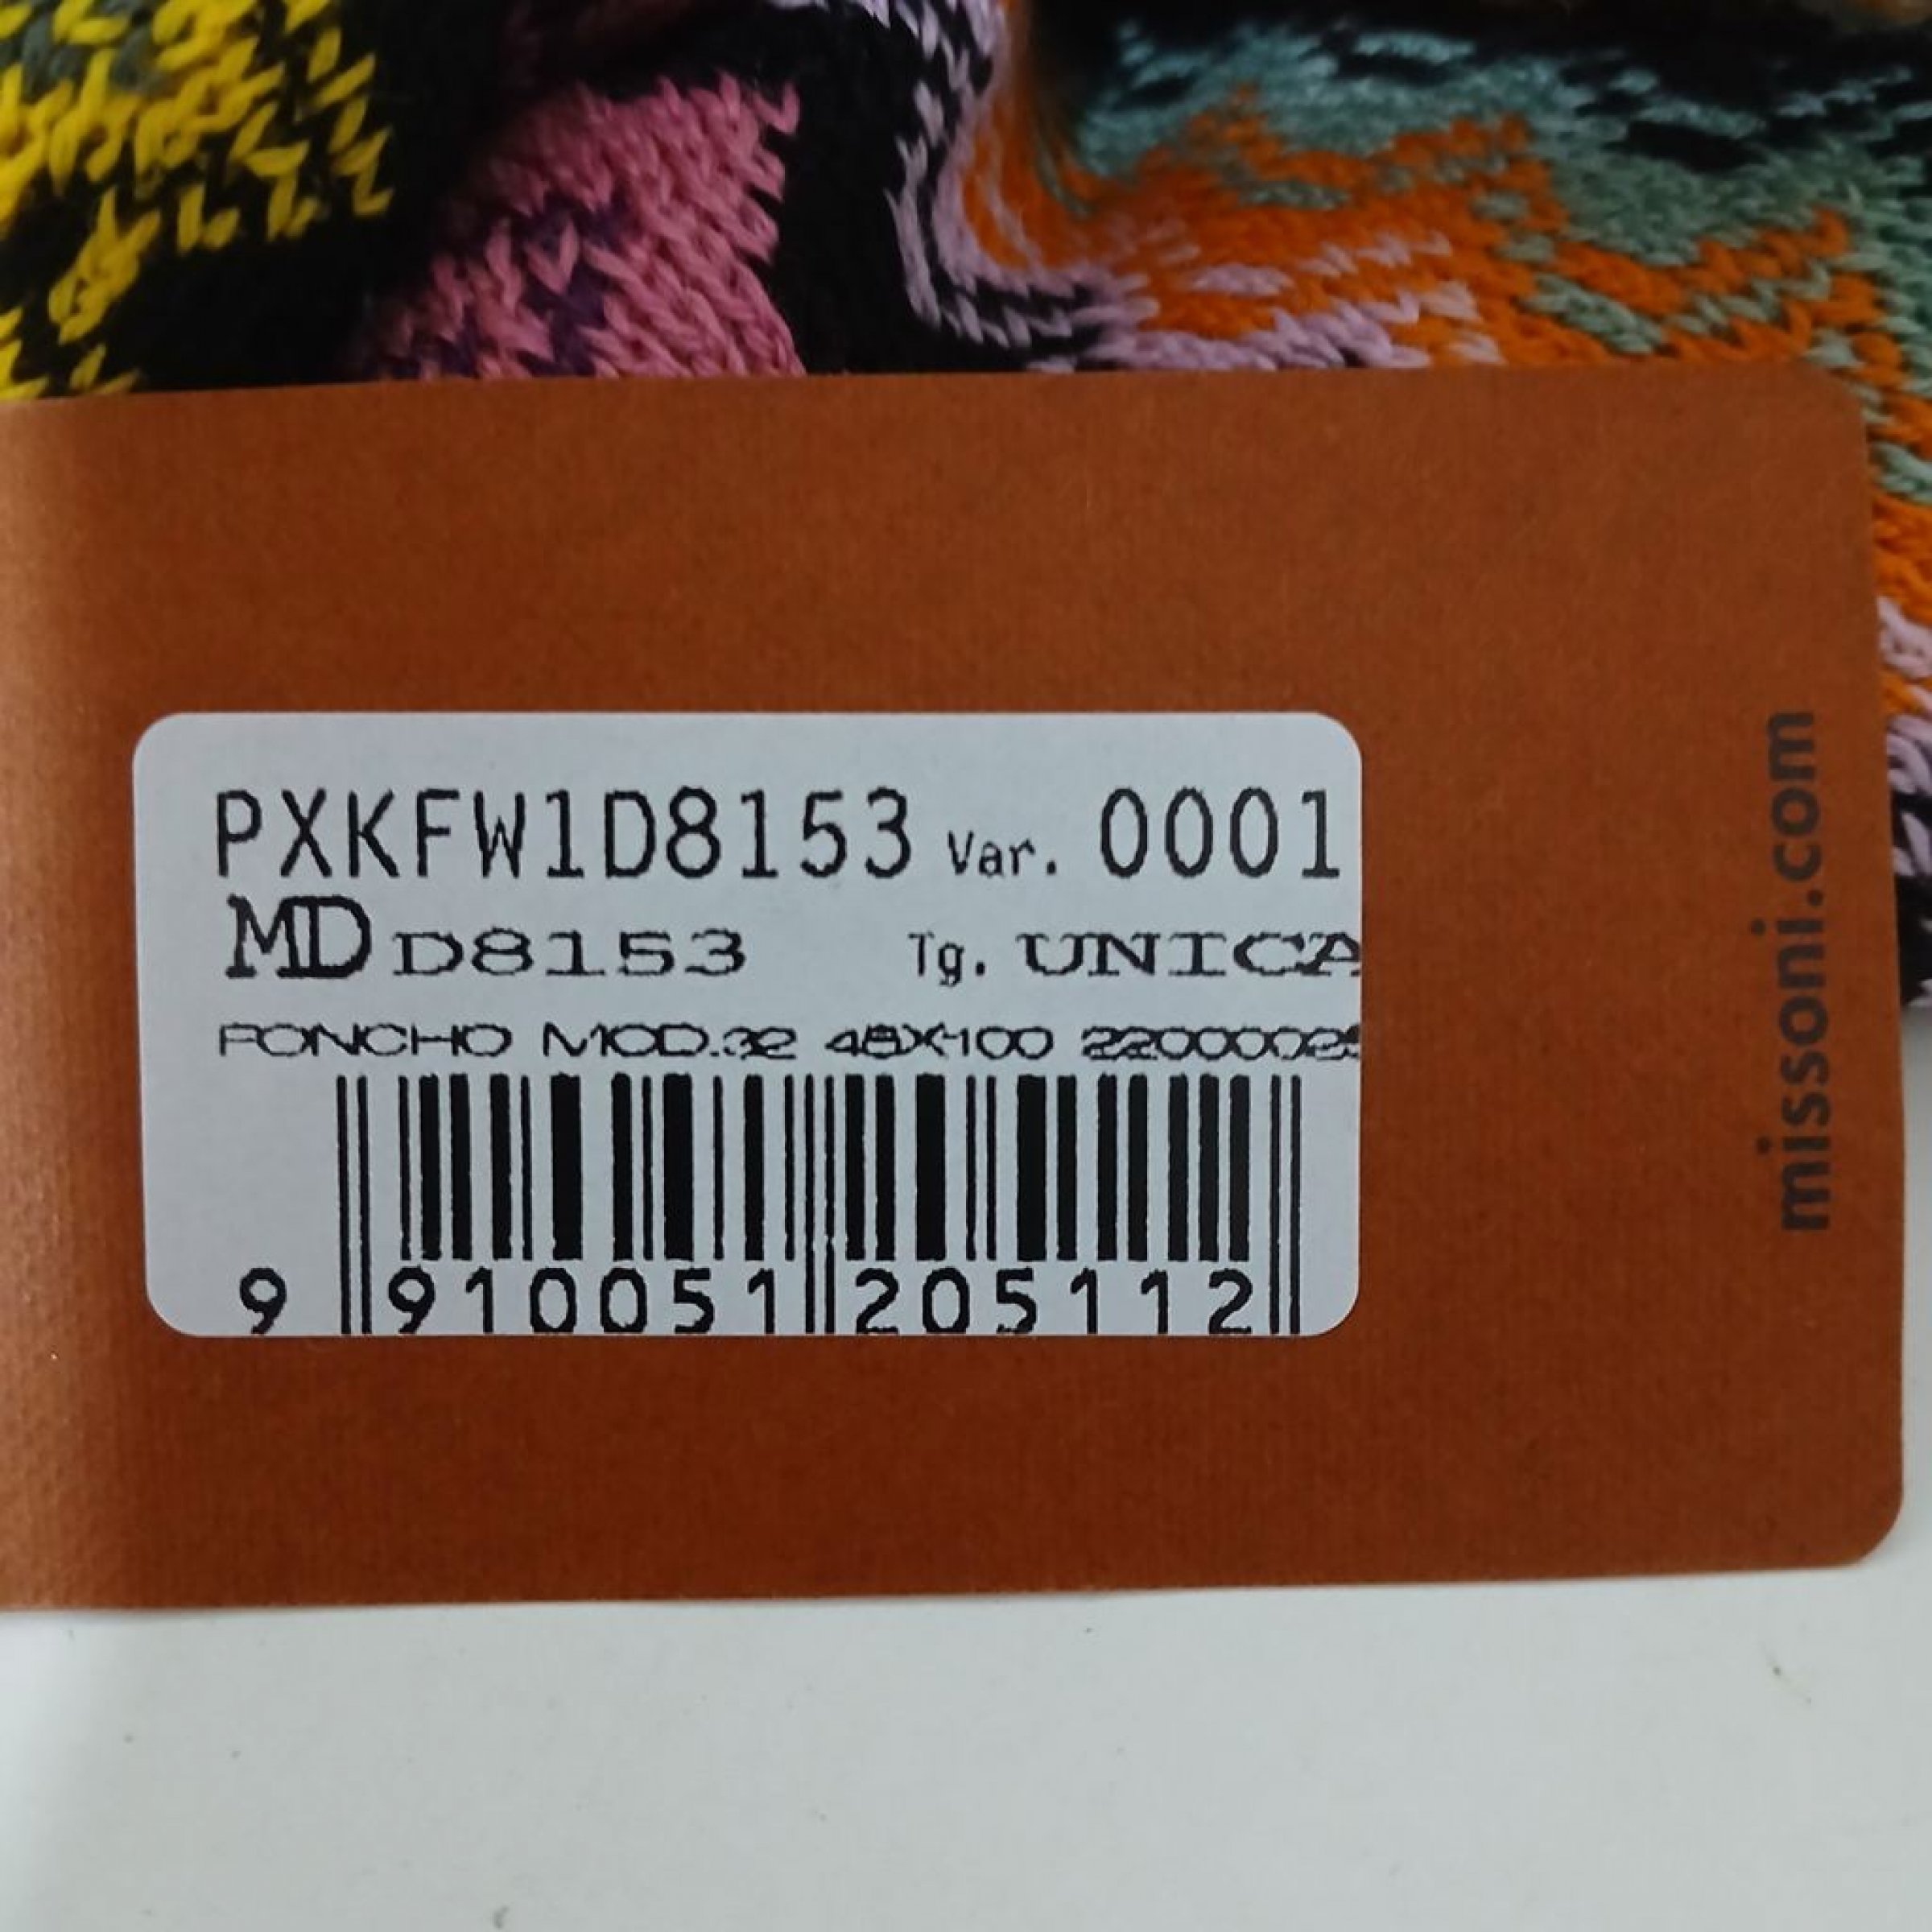 PXKFW1D8153 Var. 0001
MD D8153 Tg. UNICA
PONCHO MOD.32 48X100
9 910051 205112
missoni.com